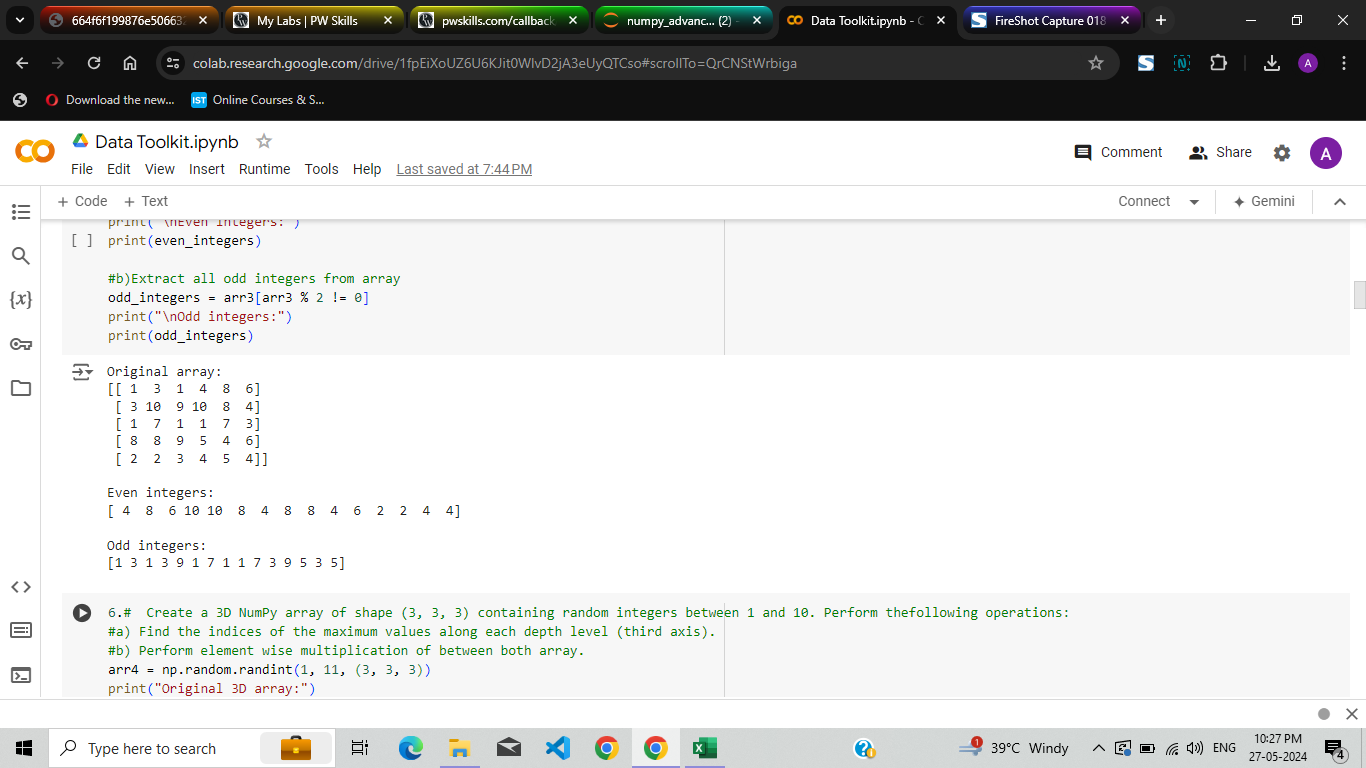 664f6f199876e506632
My Labs | PW Skills
pwskills.com/callback
numpy_advanc... (2)
Data Toolkit.ipynb - C
FireShot Capture 018
colab.research.google.com/drive/1fpEiXoUZ6U6KJit0WlvD2jA3eUyQTCso#scrollTo=QrCNStWrbiga
A
Download the new...
IST Online Courses & S...
Data Toolkit.ipynb
Comment
Share
A
File Edit View Insert Runtime Tools Help Last saved at 7:44 PM
+ Code + Text
Connect
Gemini
print("\nEven integers:")
[ ] print(even_integers)
#b)Extract all odd integers from array
odd_integers = arr3[arr3 % 2 != 0]
print("\nOdd integers:")
print(odd_integers)
Original array:
[[ 1 3 1 4 8 6]
[ 3 10 9 10 8 4]
[ 1 7 1 1 7 3]
[ 8 8 9 5 4 6]
[ 2 2 3 4 5 4]]
Even integers:
[ 4 8 6 10 10 8 4 8 8 4 6 2 2 4 4]
Odd integers:
[1 3 1 3 9 1 7 1 1 7 3 9 5 3 5]
6.# Create a 3D NumPy array of shape (3, 3, 3) containing random integers between 1 and 10. Perform thefollowing operations:
#a) Find the indices of the maximum values along each depth level (third axis).
#b) Perform element wise multiplication of between both array.
arr4 = np.random.randint(1, 11, (3, 3, 3))
print("Original 3D array:")
Type here to search
1
39°C Windy
ENG
10:27 PM
27-05-2024
4